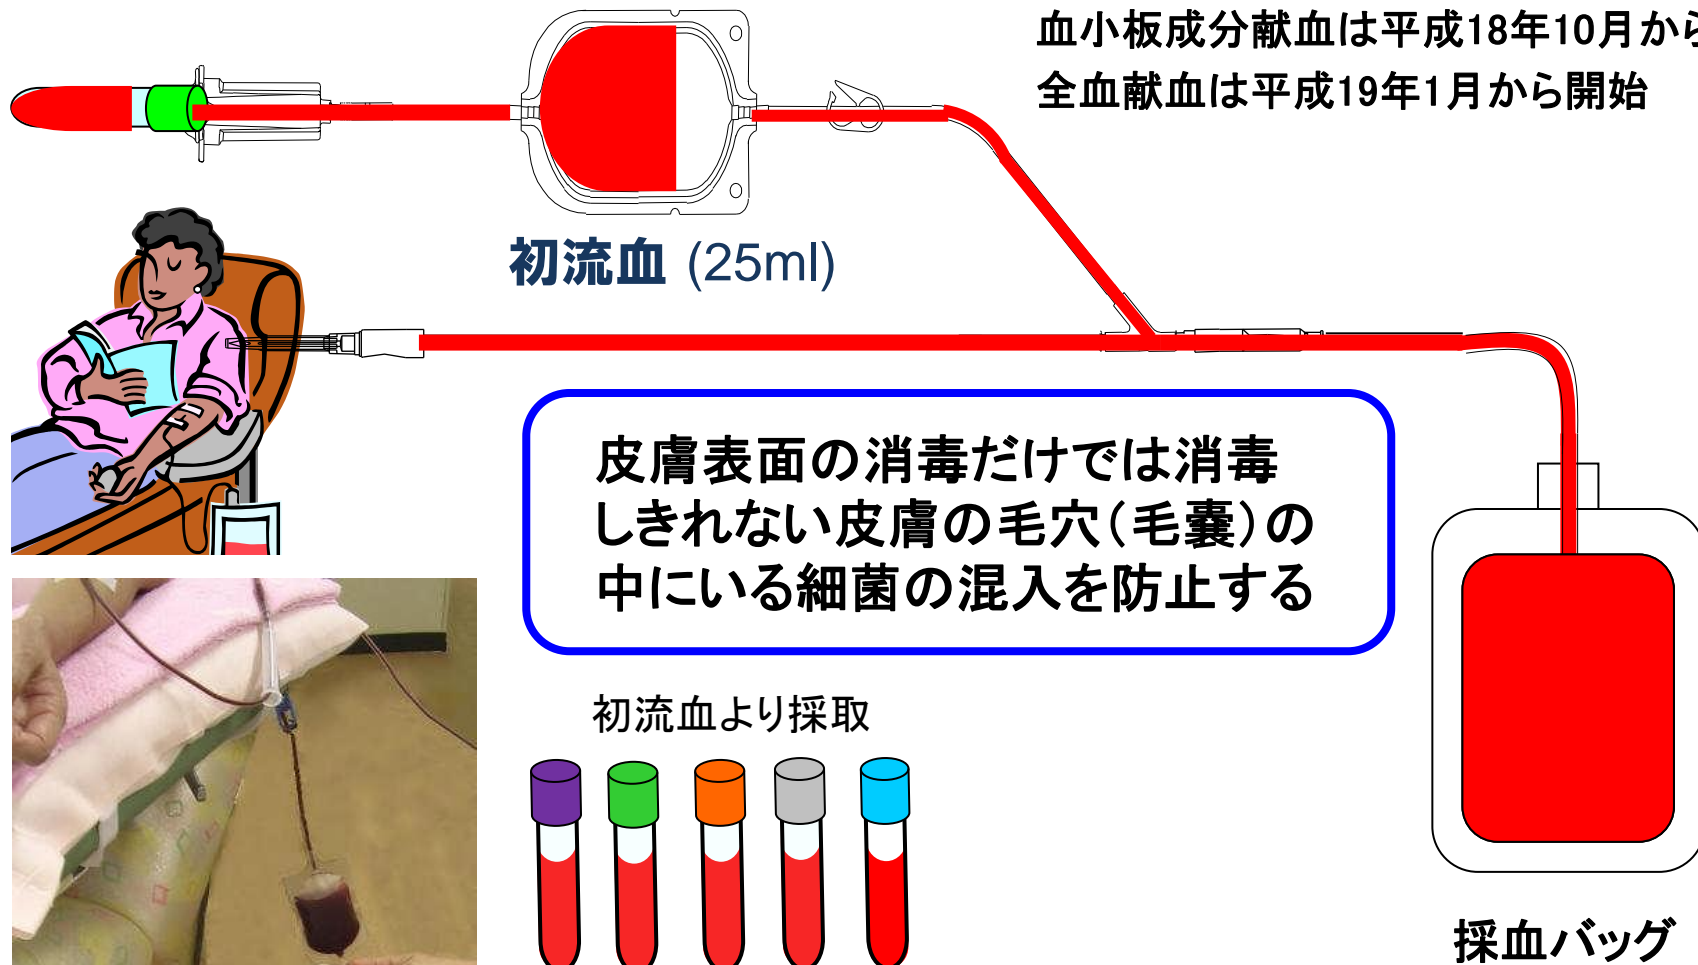 血小板成分献血は平成18年10月から
全血献血は平成19年1月から開始
初流血 (25ml)
皮膚表面の消毒だけでは消毒
しきれない皮膚の毛穴(毛嚢)の
中にいる細菌の混入を防止する
初流血より採取
採血バッグ